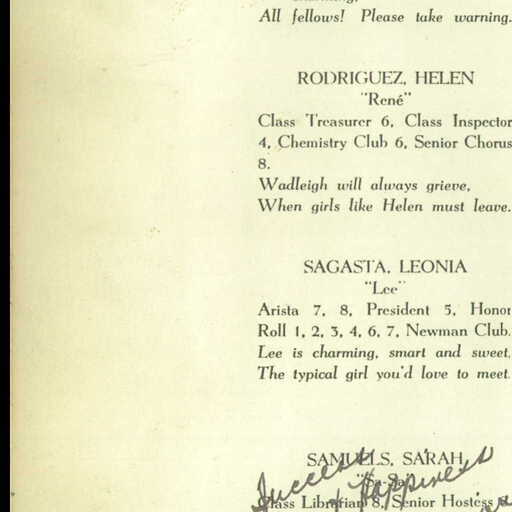 All fellows! Please take warning.
RODRIGUEZ, HELEN
"René"
Class Treasurer 6, Class Inspector
4, Chemistry Club 6, Senior Chorus
8.
Wadleigh will always grieve,
When girls like Helen must leave.
SAGASTA, LEONIA
"Lee"
Arista 7, 8, President 5, Honor
Roll 1, 2, 3, 4, 6, 7, Newman Club.
Lee is charming, smart and sweet,
The typical girl you'd love to meet.
SAMUELS, SARAH
Success
+ Happiness
Class Librarian 8, Senior Hostess